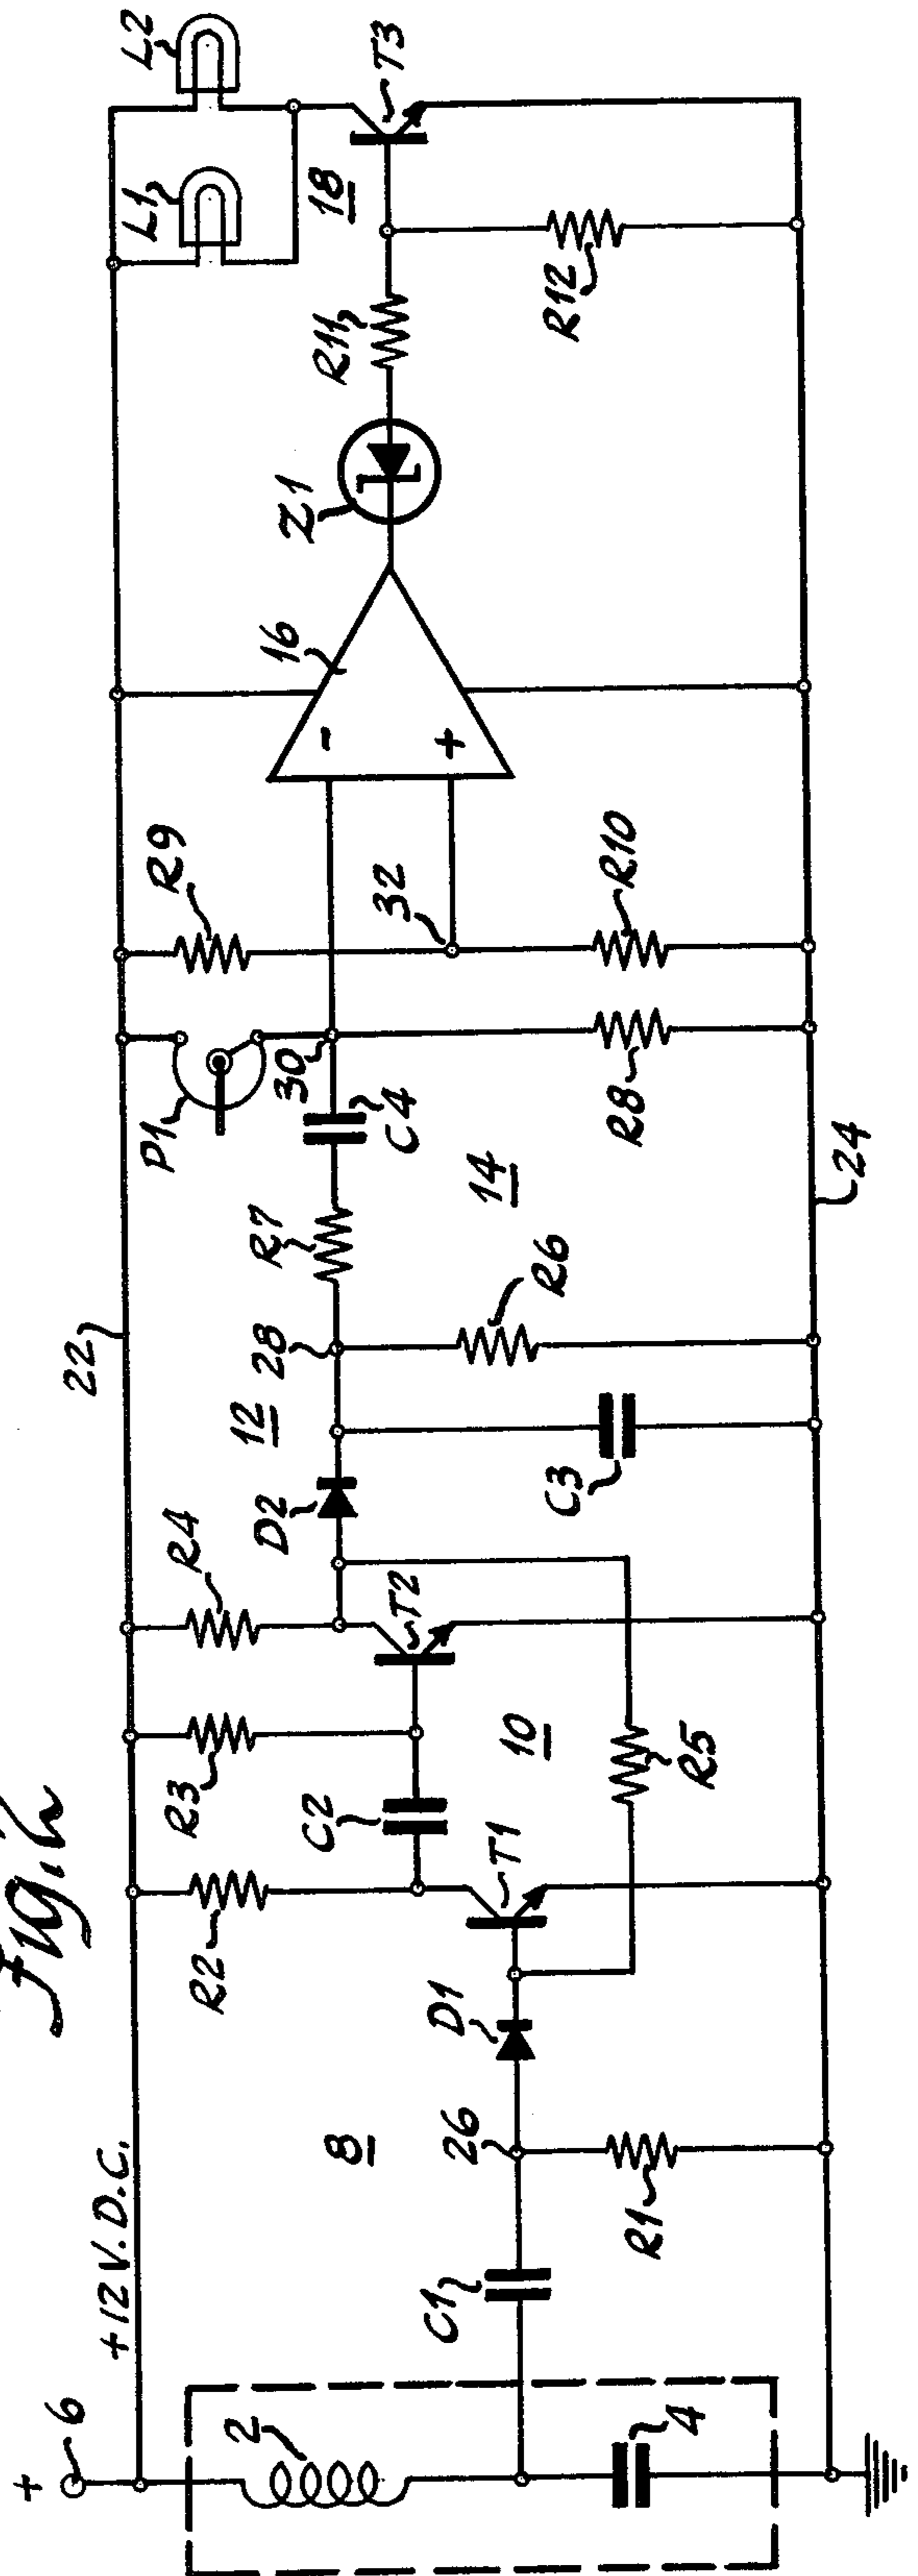 Fig. 2
+
6
+12 V.D.C.
22
2
4
C1
26
R1
8
D1
R2
T1
C2
R3
10
R5
T2
R4
D2
12
C3
28
R6
R7
14
C4
30
P1
R8
24
R9
32
R10
-
+
16
Z1
R11
R12
18
L1
L2
T3